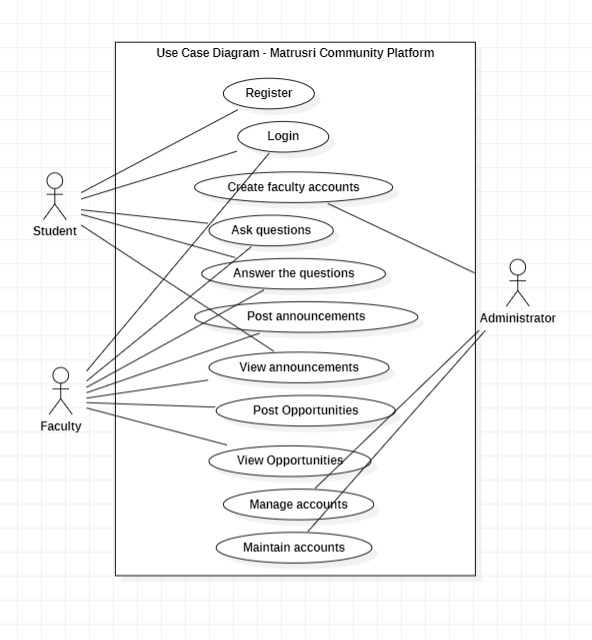 Use Case Diagram - Matrusri Community Platform
Register
Login
Create faculty accounts
Student
Ask questions
Answer the questions
Post announcements
Administrator
View announcements
Post Opportunities
Faculty
View Opportunities
Manage accounts
Maintain accounts